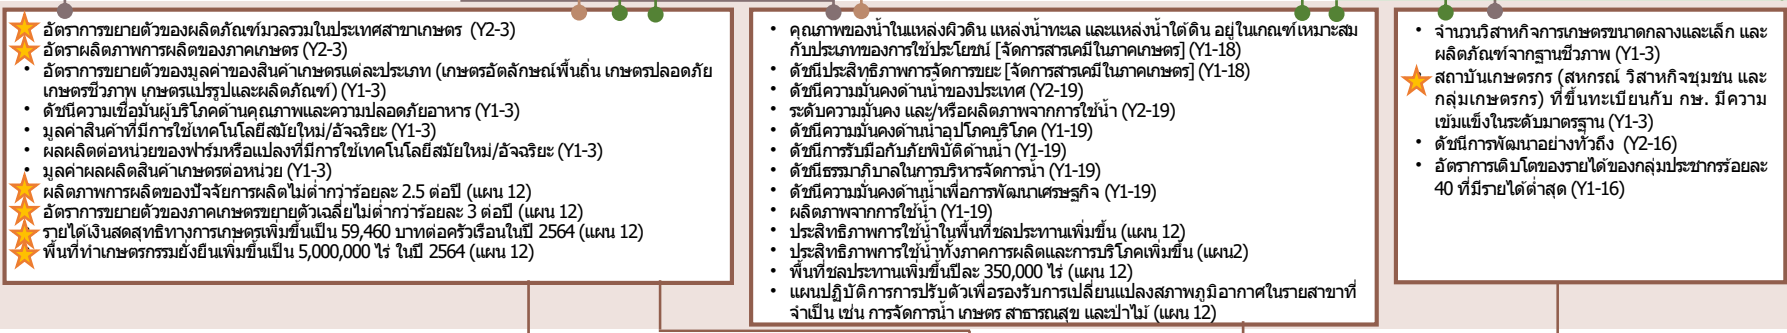 อัตราการขยายตัวของผลิตภัณฑ์มวลรวมในประเทศสาขาเกษตร (Y2-3)
อัตราผลิตภาพการผลิตของภาคเกษตร (Y2-3)
• อัตราการขยายตัวของมูลค่าของสินค้าเกษตรแต่ละประเภท (เกษตรอัตลักษณ์พื้นถิ่น เกษตรปลอดภัย
เกษตรชีวภาพ เกษตรแปรรูปและผลิตภัณฑ์) (Y1-3)
• ดัชนีความเชื่อมั่นผู้บริโภคด้านคุณภาพและความปลอดภัยอาหาร (Y1-3)
• มูลค่าสินค้าที่มีการใช้เทคโนโลยีสมัยใหม่/อัจฉริยะ (Y1-3)
• ผลผลิตต่อหน่วยของฟาร์มหรือแปลงที่มีการใช้เทคโนโลยีสมัยใหม่/อัจฉริยะ (Y1-3)
• มูลค่าผลผลิตสินค้าเกษตรต่อหน่วย (Y1-3)
ผลิตภาพการผลิตของปัจจัยการผลิตไม่ต่ำกว่าร้อยละ 2.5 ต่อปี (แผน 12)
อัตราการขยายตัวของภาคเกษตรขยายตัวเฉลี่ยไม่ต่ำกว่าร้อยละ 3 ต่อปี (แผน 12)
รายได้เงินสดสุทธิทางการเกษตรเพิ่มขึ้นเป็น 59,460 บาทต่อครัวเรือนในปี 2564 (แผน 12)
พื้นที่ทำเกษตรกรรมยั่งยืนเพิ่มขึ้นเป็น 5,000,000 ไร่ ในปี 2564 (แผน 12)
• คุณภาพของน้ำในแหล่งผิวดิน แหล่งน้ำทะเล และแหล่งน้ำใต้ดิน อยู่ในเกณฑ์เหมาะสม
กับประเภทของการใช้ประโยชน์ [จัดการสารเคมีในภาคเกษตร] (Y1-18)
• ดัชนีประสิทธิภาพการจัดการขยะ [จัดการสารเคมีในภาคเกษตร] (Y1-18)
• ดัชนีความมั่นคงด้านน้ำของประเทศ (Y2-19)
• ระดับความมั่นคง และ/หรือผลิตภาพจากการใช้น้ำ (Y2-19)
• ดัชนีความมั่นคงด้านน้ำอุปโภคบริโภค (Y1-19)
• ดัชนีการรับมือกับภัยพิบัติด้านน้ำ (Y1-19)
• ดัชนีธรรมาภิบาลในการบริหารจัดการน้ำ (Y1-19)
• ดัชนีความมั่นคงด้านน้ำเพื่อการพัฒนาเศรษฐกิจ (Y1-19)
• ผลิตภาพจากการใช้น้ำ (Y1-19)
• ประสิทธิภาพการใช้น้ำในพื้นที่ชลประทานเพิ่มขึ้น (แผน 12)
• ประสิทธิภาพการใช้น้ำทั้งภาคการผลิตและการบริโภคเพิ่มขึ้น (แผน2)
• พื้นที่ชลประทานเพิ่มขึ้นปีละ 350,000 ไร่ (แผน 12)
• แผนปฏิบัติการการปรับตัวเพื่อรองรับการเปลี่ยนแปลงสภาพภูมิอากาศในรายสาขาที่
จำเป็น เช่น การจัดการน้ำ เกษตร สาธารณสุข และป่าไม้ (แผน 12)
• จำนวนวิสาหกิจการเกษตรขนาดกลางและเล็ก และ
ผลิตภัณฑ์จากฐานชีวภาพ (Y1-3)
สถาบันเกษตรกร (สหกรณ์ วิสาหกิจชุมชน และ
กลุ่มเกษตรกร) ที่ขึ้นทะเบียนกับ กษ. มีความ
เข้มแข็งในระดับมาตรฐาน (Y1-3)
• ดัชนีการพัฒนาอย่างทั่วถึง (Y2-16)
• อัตราการเติบโตของรายได้ของกลุ่มประชากรร้อยละ
40 ที่มีรายได้ต่ำสุด (Y1-16)